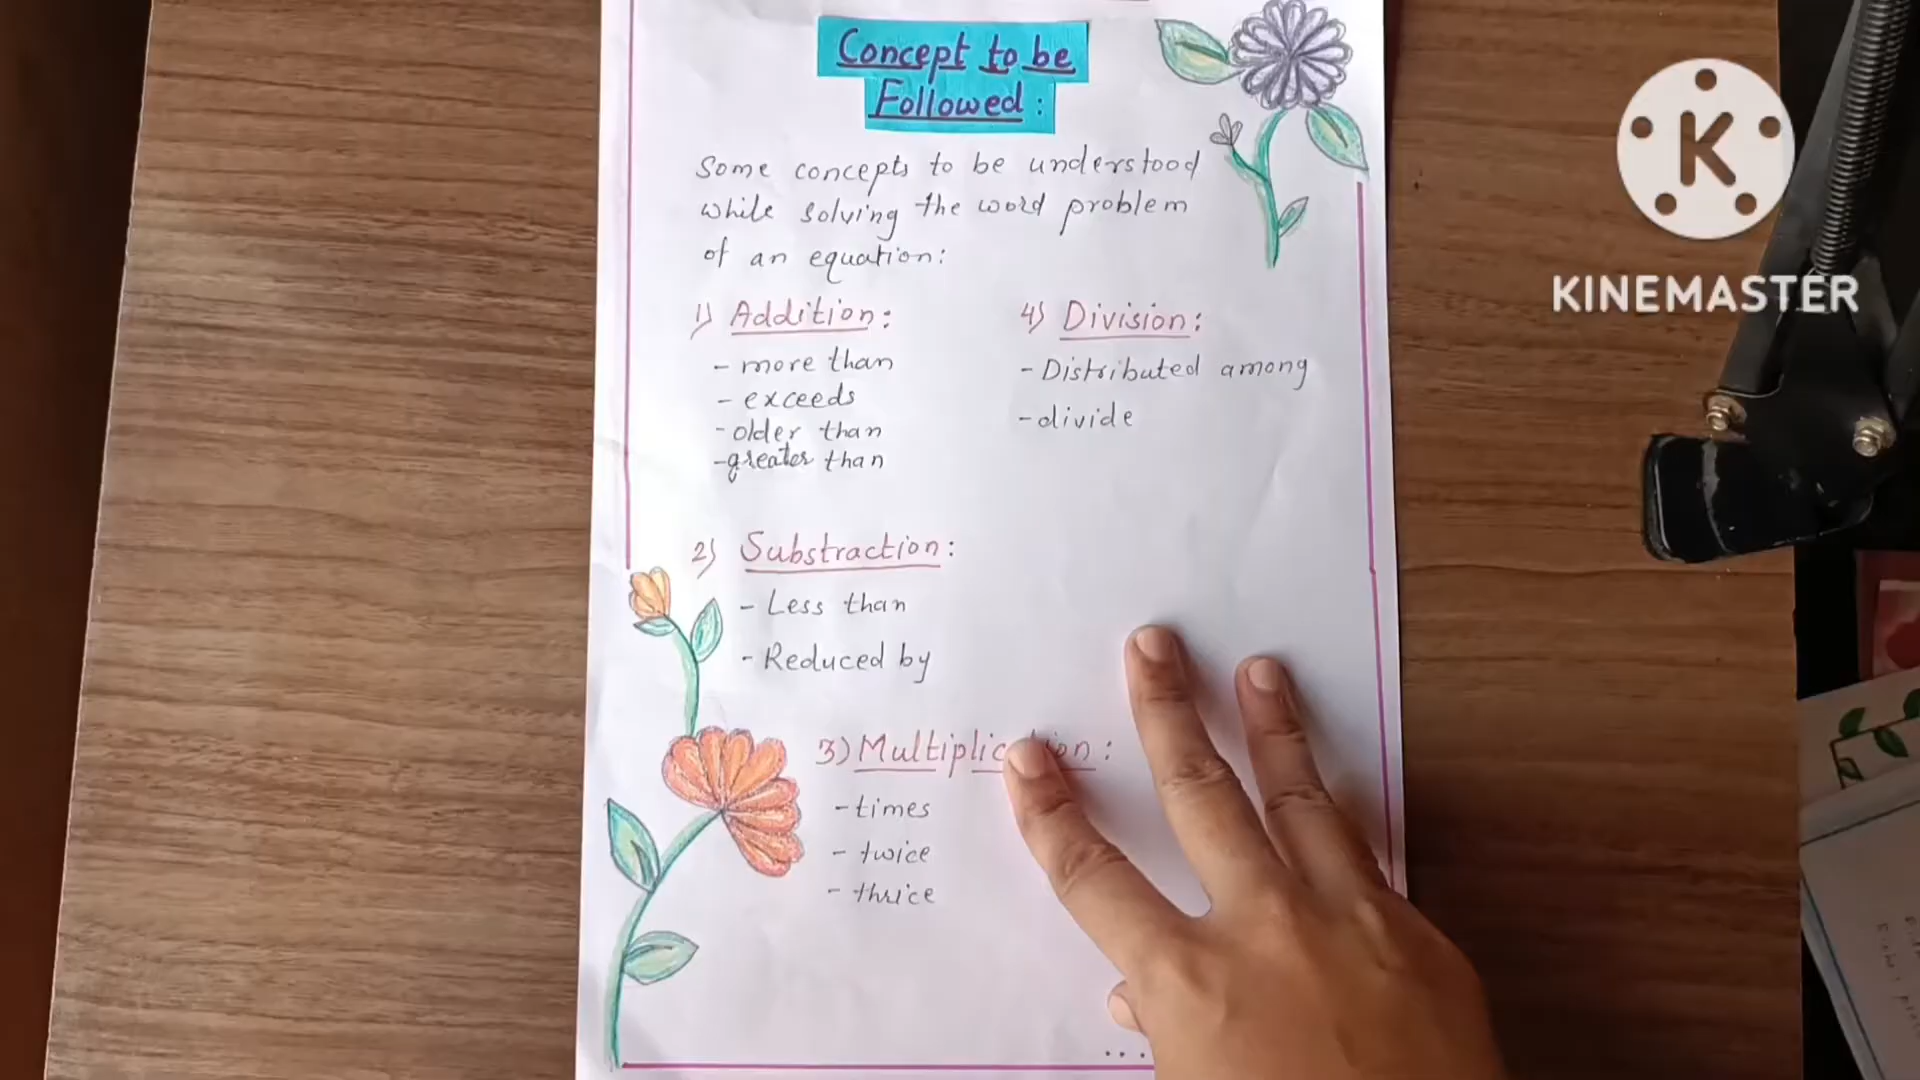 Concept to be
Followed:
Some concepts to be understood
while solving the word problem
of an equation:
1) Addition:
- more than
- exceeds
- older than
- greater than
2) Substraction:
- Less than
- Reduced by
3) Multiplication:
- times
- twice
- thrice
4) Division:
- Distributed among
- divide
K
KINEMASTER